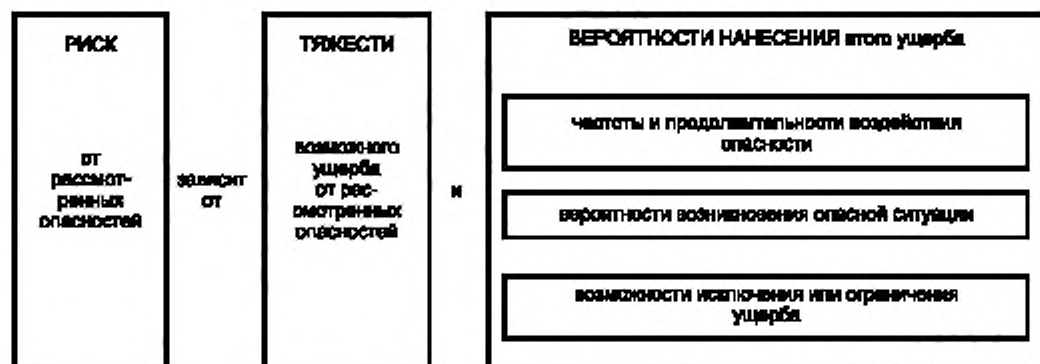 РИСК
от
рассмот-
ренных
опасностей
зависит
от
ТЯЖЕСТИ
возможного
ущерба
от рас-
смотренных
опасностей
и
ВЕРОЯТНОСТИ НАНЕСЕНИЯ этого ущерба
частоты и продолжительности воздействия
опасности
вероятности возникновения опасной ситуации
возможности исключения или ограничения
ущерба